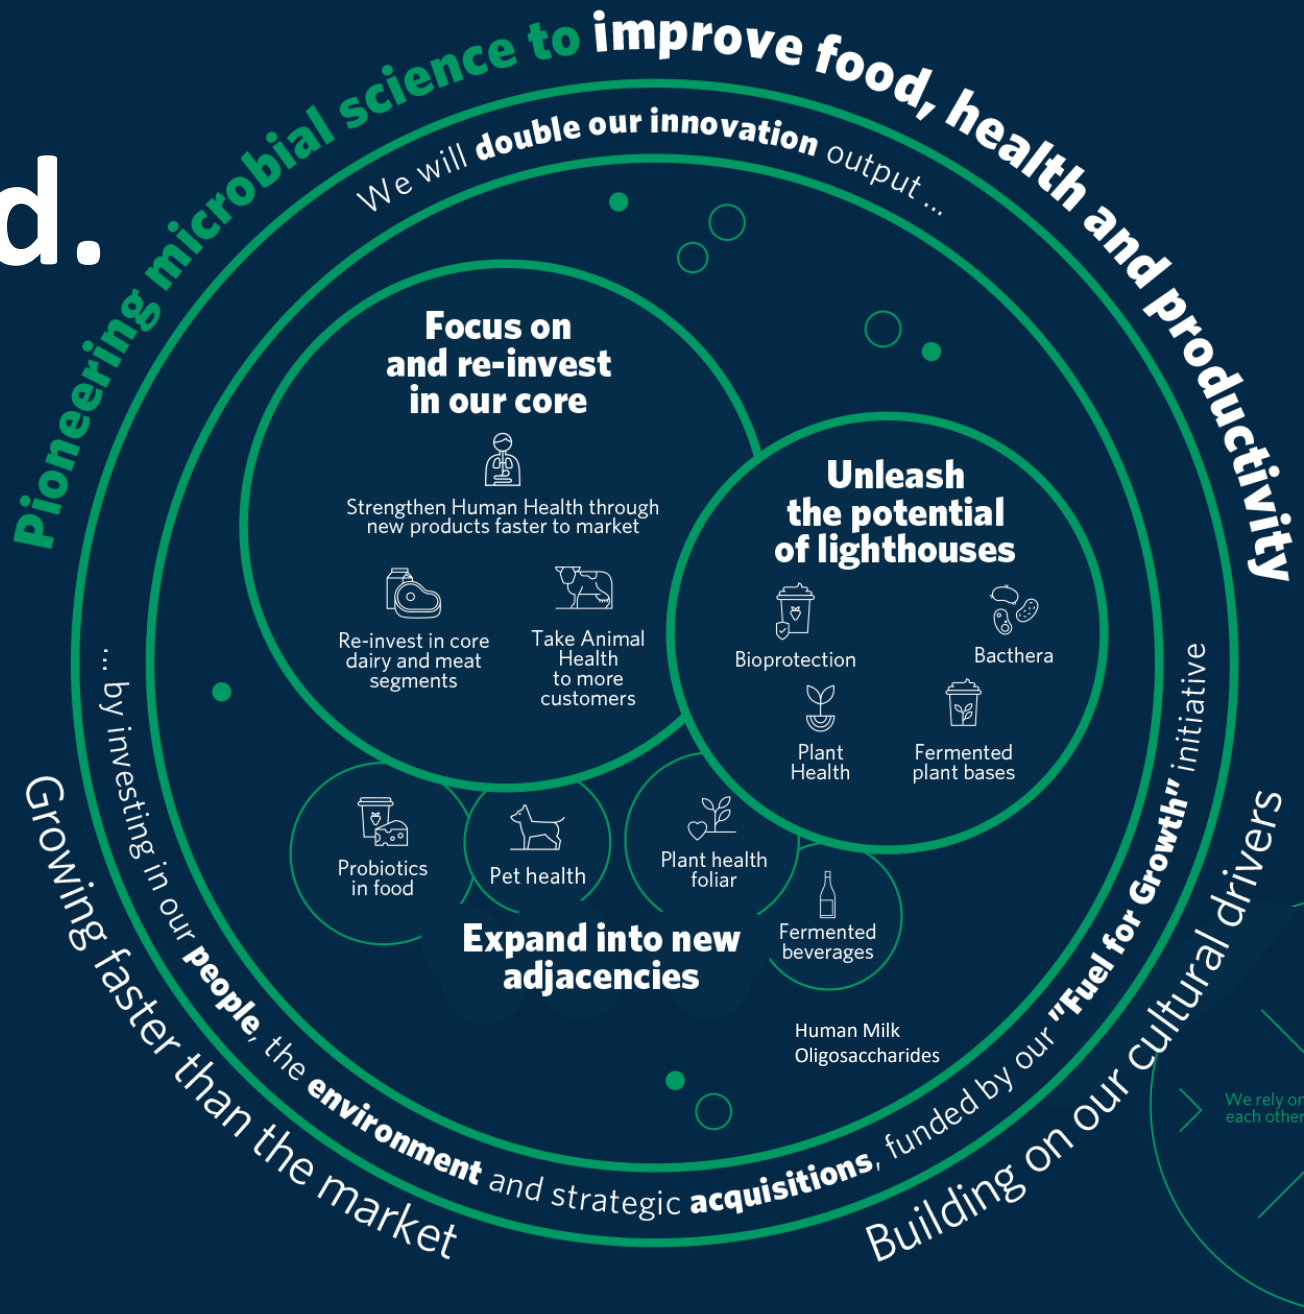 Pioneering microbial science to improve food, health and productivity
We will double our innovation output ...
d.
Focus on
and re-invest
in our core
Strengthen Human Health through
new products faster to market
Re-invest in core
dairy and meat
segments
Take Animal
Health
to more
customers
Unleash
the potential
of lighthouses
Bioprotection
Bacthera
Plant
Health
Fermented
plant bases
Probiotics
in food
Pet health
Plant health
foliar
Fermented
beverages
Expand into new
adjacencies
Human Milk
Oligosaccharides
... by investing in our people, the environment and strategic acquisitions, funded by our "Fuel for Growth" initiative
Growing faster than the market
Building on our cultural drivers
We rely on
each other